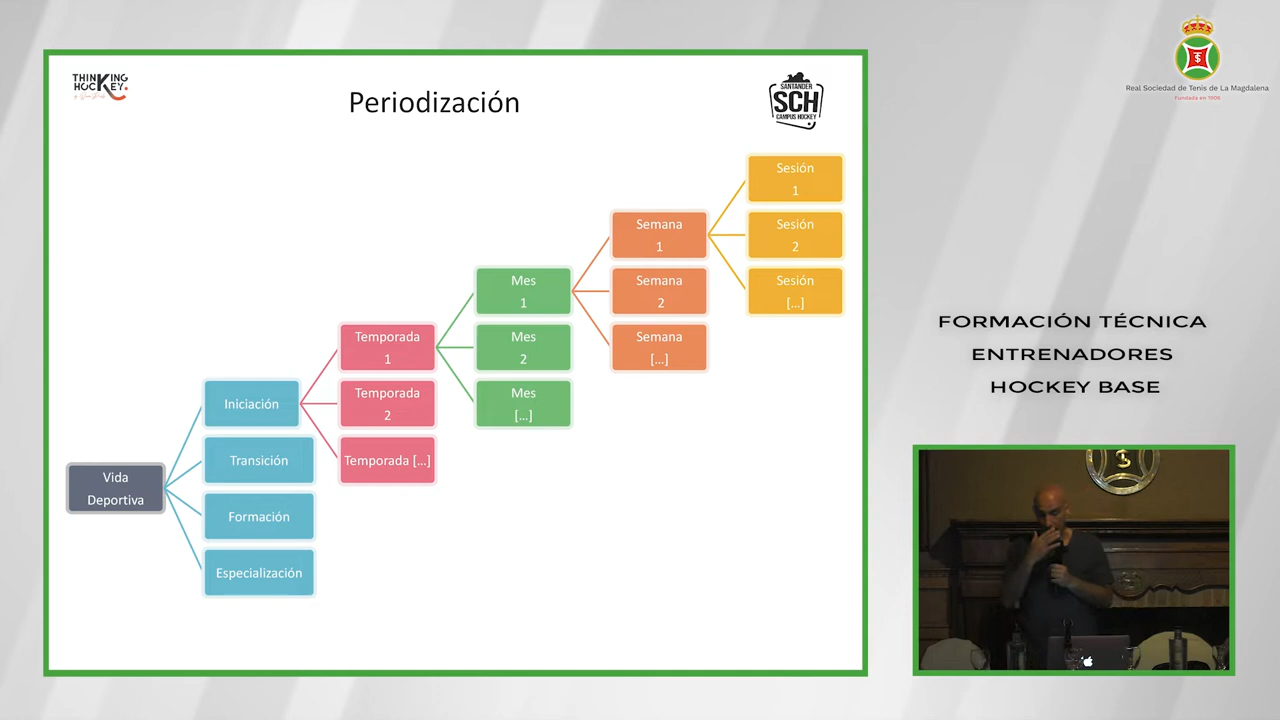 THINKING
HOCKEY.
Periodización
SANTANDER
SCH
CAMPUS HOCKEY
Real Sociedad de Tenis de La Magdalena
Fundada en 1906
Sesión
1
Sesión
2
Sesión
[...]
Semana
1
Semana
2
Semana
[...]
Mes
1
Mes
2
Mes
[...]
Temporada
1
Temporada
2
Temporada [...]
Iniciación
Transición
Formación
Especialización
Vida
Deportiva
FORMACIÓN TÉCNICA
ENTRENADORES
HOCKEY BASE